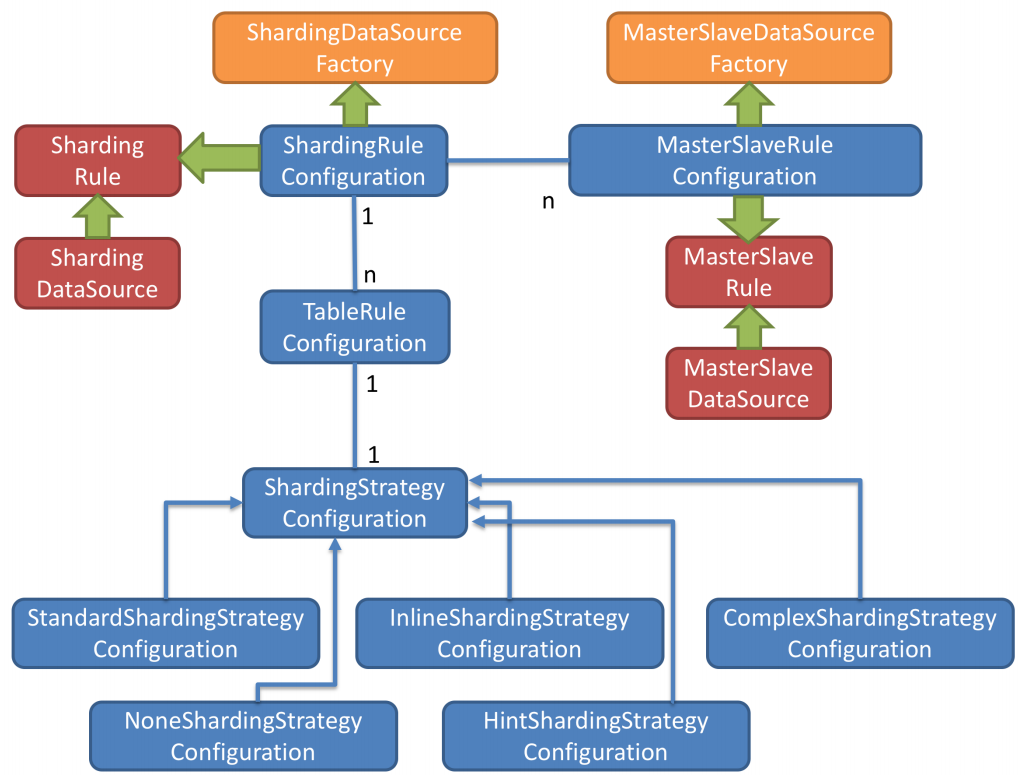 ShardingDataSource
Factory
MasterSlaveDataSource
Factory
Sharding
Rule
ShardingRule
Configuration
MasterSlaveRule
Configuration
n
1
Sharding
DataSource
MasterSlave
Rule
n
TableRule
Configuration
MasterSlave
DataSource
1
1
ShardingStrategy
Configuration
StandardShardingStrategy
Configuration
InlineShardingStrategy
Configuration
ComplexShardingStrategy
Configuration
NoneShardingStrategy
Configuration
HintShardingStrategy
Configuration